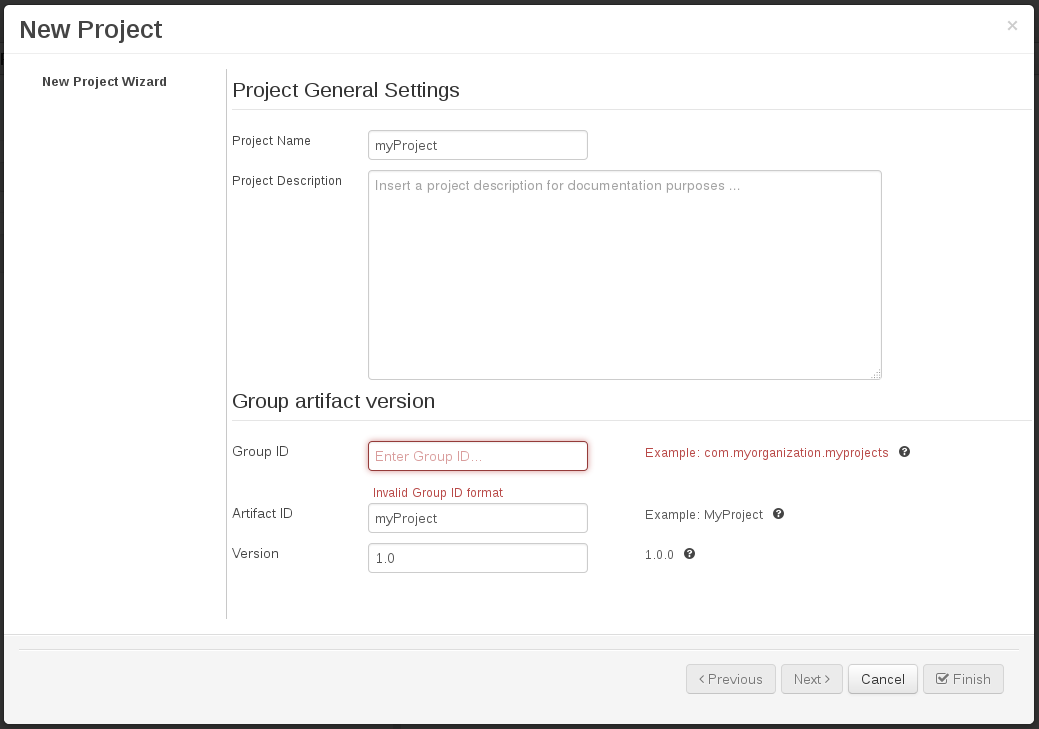 New Project ×
New Project Wizard
Project General Settings
Project Name myProject
Project Description Insert a project description for documentation purposes ...
Group artifact version
Group ID Enter Group ID... Example: com.myorganization.myprojects ?
Invalid Group ID format
Artifact ID myProject Example: MyProject ?
Version 1.0 1.0.0 ?
< Previous Next > Cancel Finish